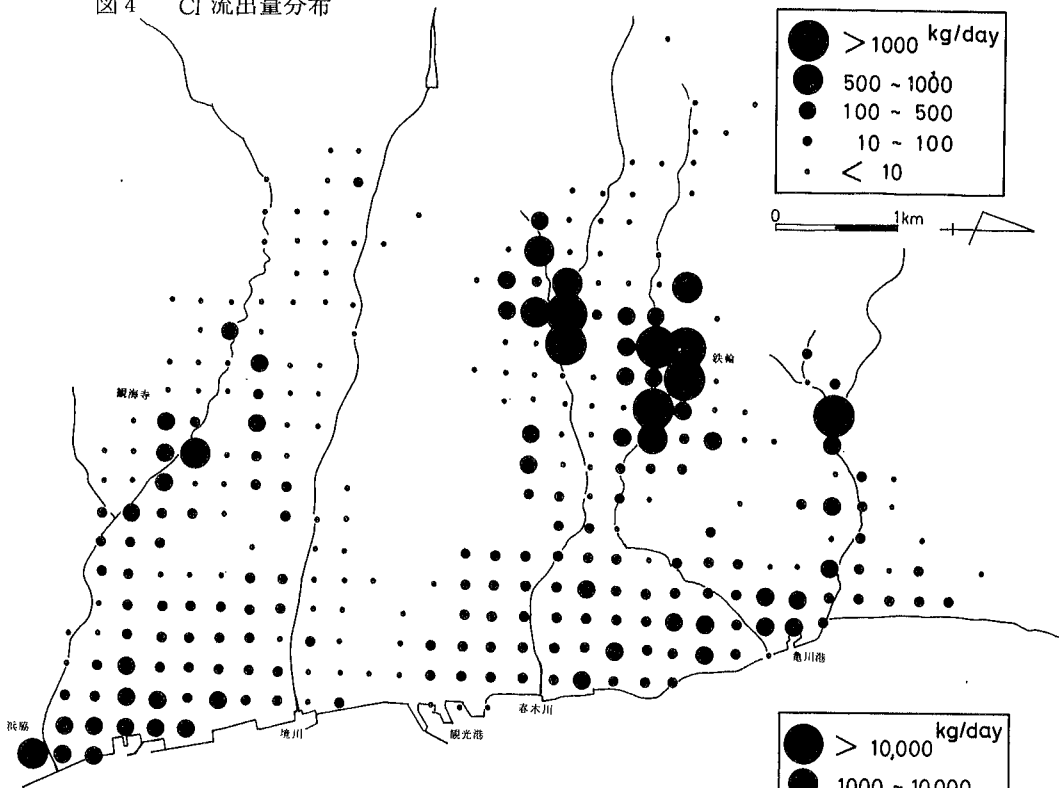 図4 Cl 流出量分布
kg/day
> 1000
500 ~ 1000
100 ~ 500
10 ~ 100
< 10
0 1km
鉄輪
観海寺
亀川港
浜脇
境川
観光港
春木川
kg/day
> 10,000
1000 ~ 10,000